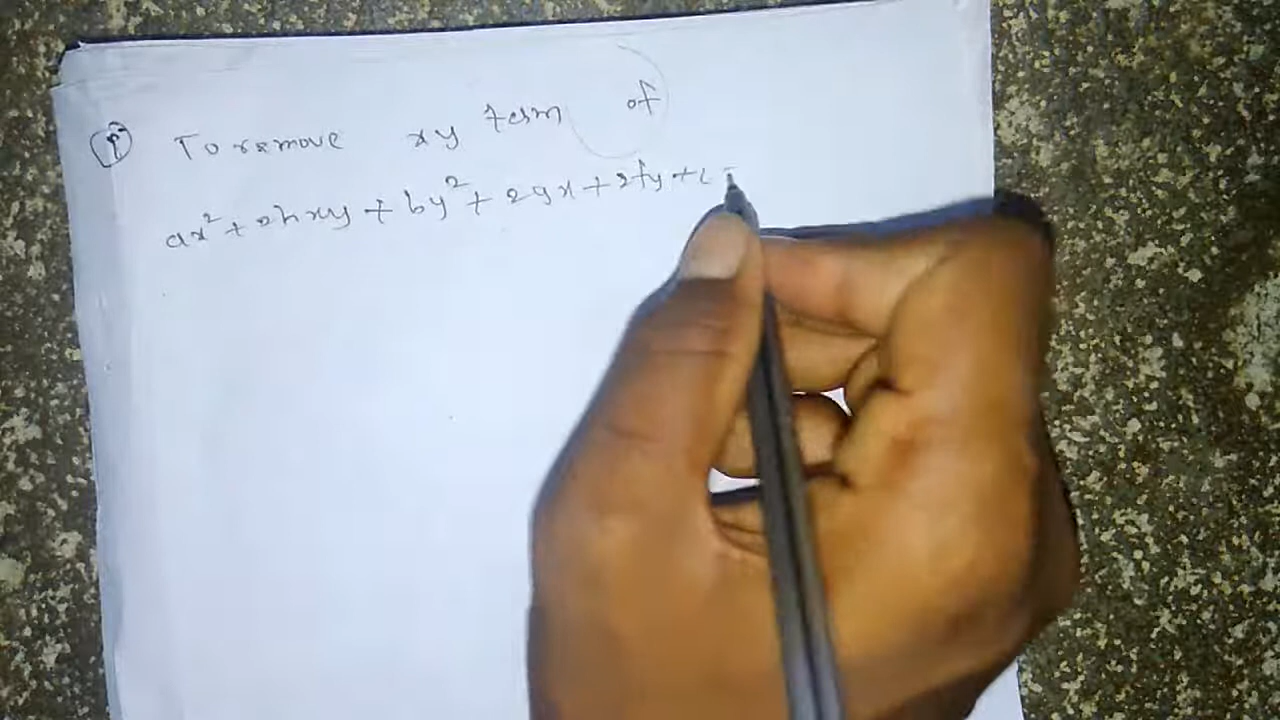 (i) To remove xy term of
ax² + 2hxy + by² + 2gx + 2fy + c =